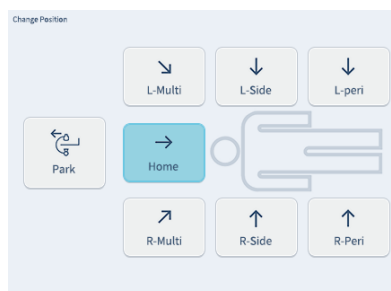 Change Position
L-Multi
L-Side
L-peri
Park
Home
R-Multi
R-Side
R-Peri